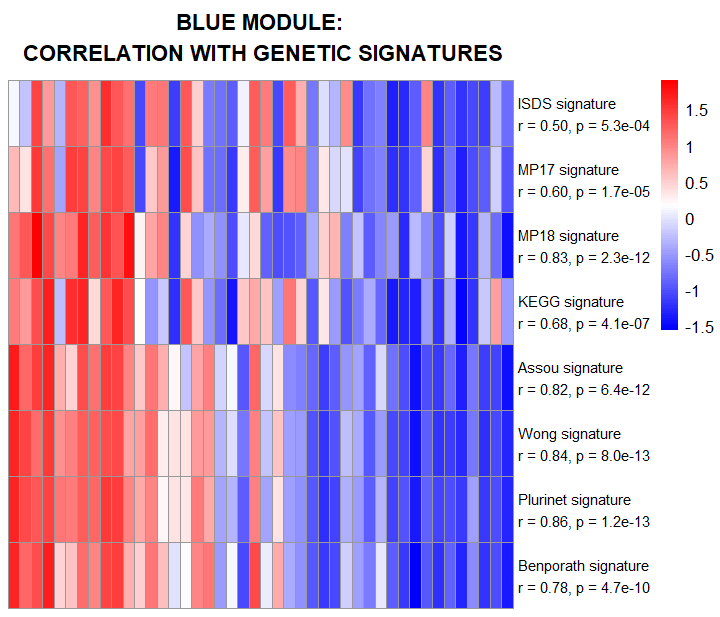 BLUE MODULE:
CORRELATION WITH GENETIC SIGNATURES
ISDS signature
r = 0.50, p = 5.3e-04
MP17 signature
r = 0.60, p = 1.7e-05
MP18 signature
r = 0.83, p = 2.3e-12
KEGG signature
r = 0.68, p = 4.1e-07
Assou signature
r = 0.82, p = 6.4e-12
Wong signature
r = 0.84, p = 8.0e-13
Plurinet signature
r = 0.86, p = 1.2e-13
Benporath signature
r = 0.78, p = 4.7e-10
1.5
1
0.5
0
-0.5
-1
-1.5